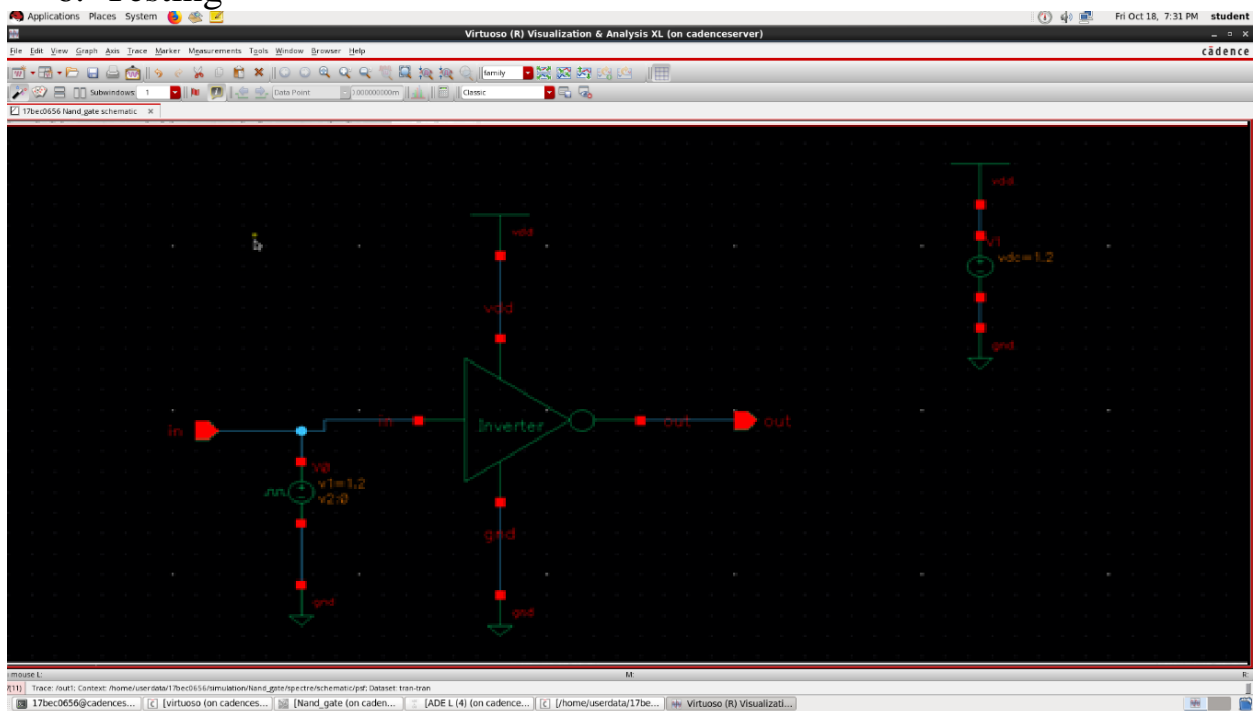 Testing
Applications Places System
Fri Oct 18, 7:31 PM student
Virtuoso (R) Visualization & Analysis XL (on cadenceserver)
File Edit View Graph Axis Trace Marker Measurements Tools Window Browser Help
cādence
family
Subwindows: 1
Data Point
Classic
17bec0656 Nand_gate schematic
vdd
vdd
V1
vdc=1.2
vdd
gnd
in
in
Inverter
out
out
V0
v1=1.2
v2:0
gnd
gnd
gnd
mouse L:
M:
R:
Trace: /out1; Context: /home/userdata/17bec0656/simulation/Nand_gate/spectre/schematic/psf; Dataset: tran-tran
17bec0656@cadences... [virtuoso (on cadences... [Nand_gate (on caden... [ADE L (4) (on cadence... [/home/userdata/17be... Virtuoso (R) Visualizati...